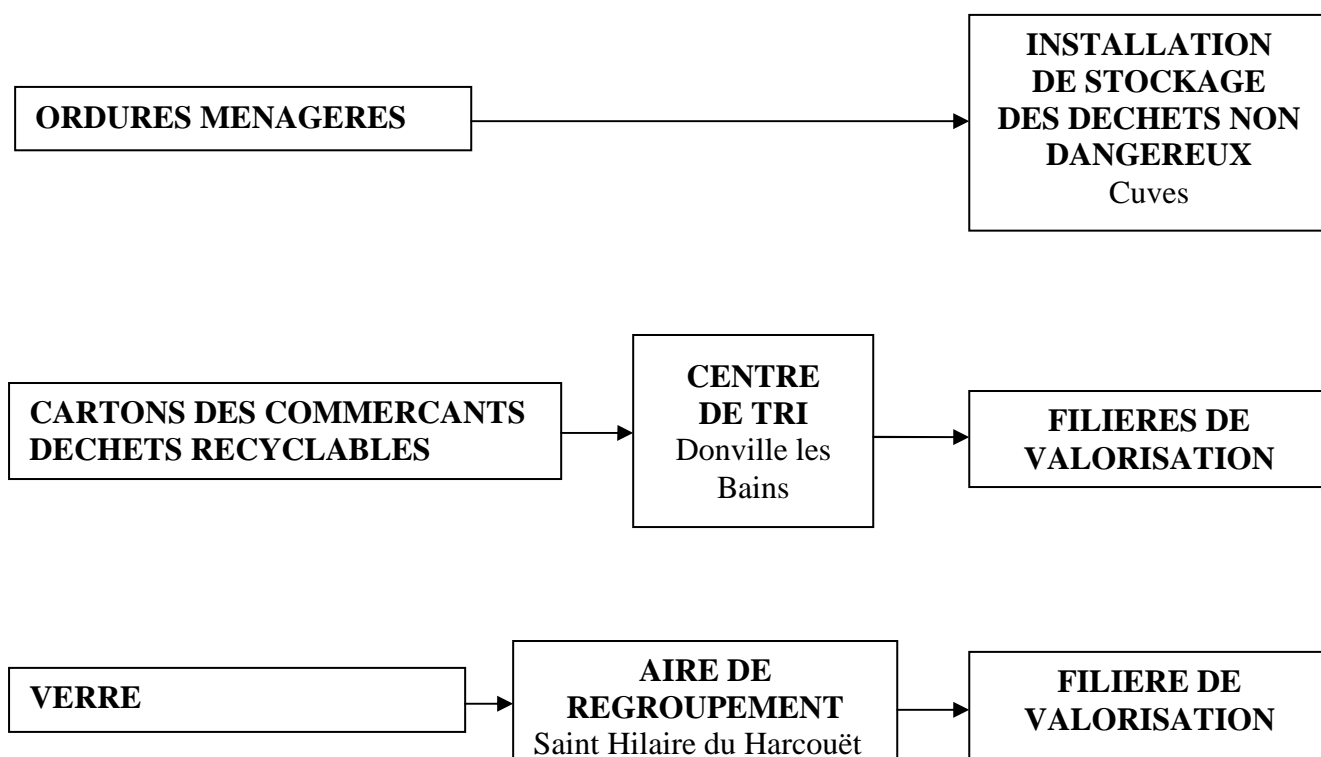 ORDURES MENAGERES
INSTALLATION
DE STOCKAGE
DES DECHETS NON
DANGEREUX
Cuves
CARTONS DES COMMERCANTS
DECHETS RECYCLABLES
CENTRE
DE TRI
Donville les
Bains
FILIERES DE
VALORISATION
VERRE
AIRE DE
REGROUPEMENT
Saint Hilaire du Harcouët
FILIERE DE
VALORISATION